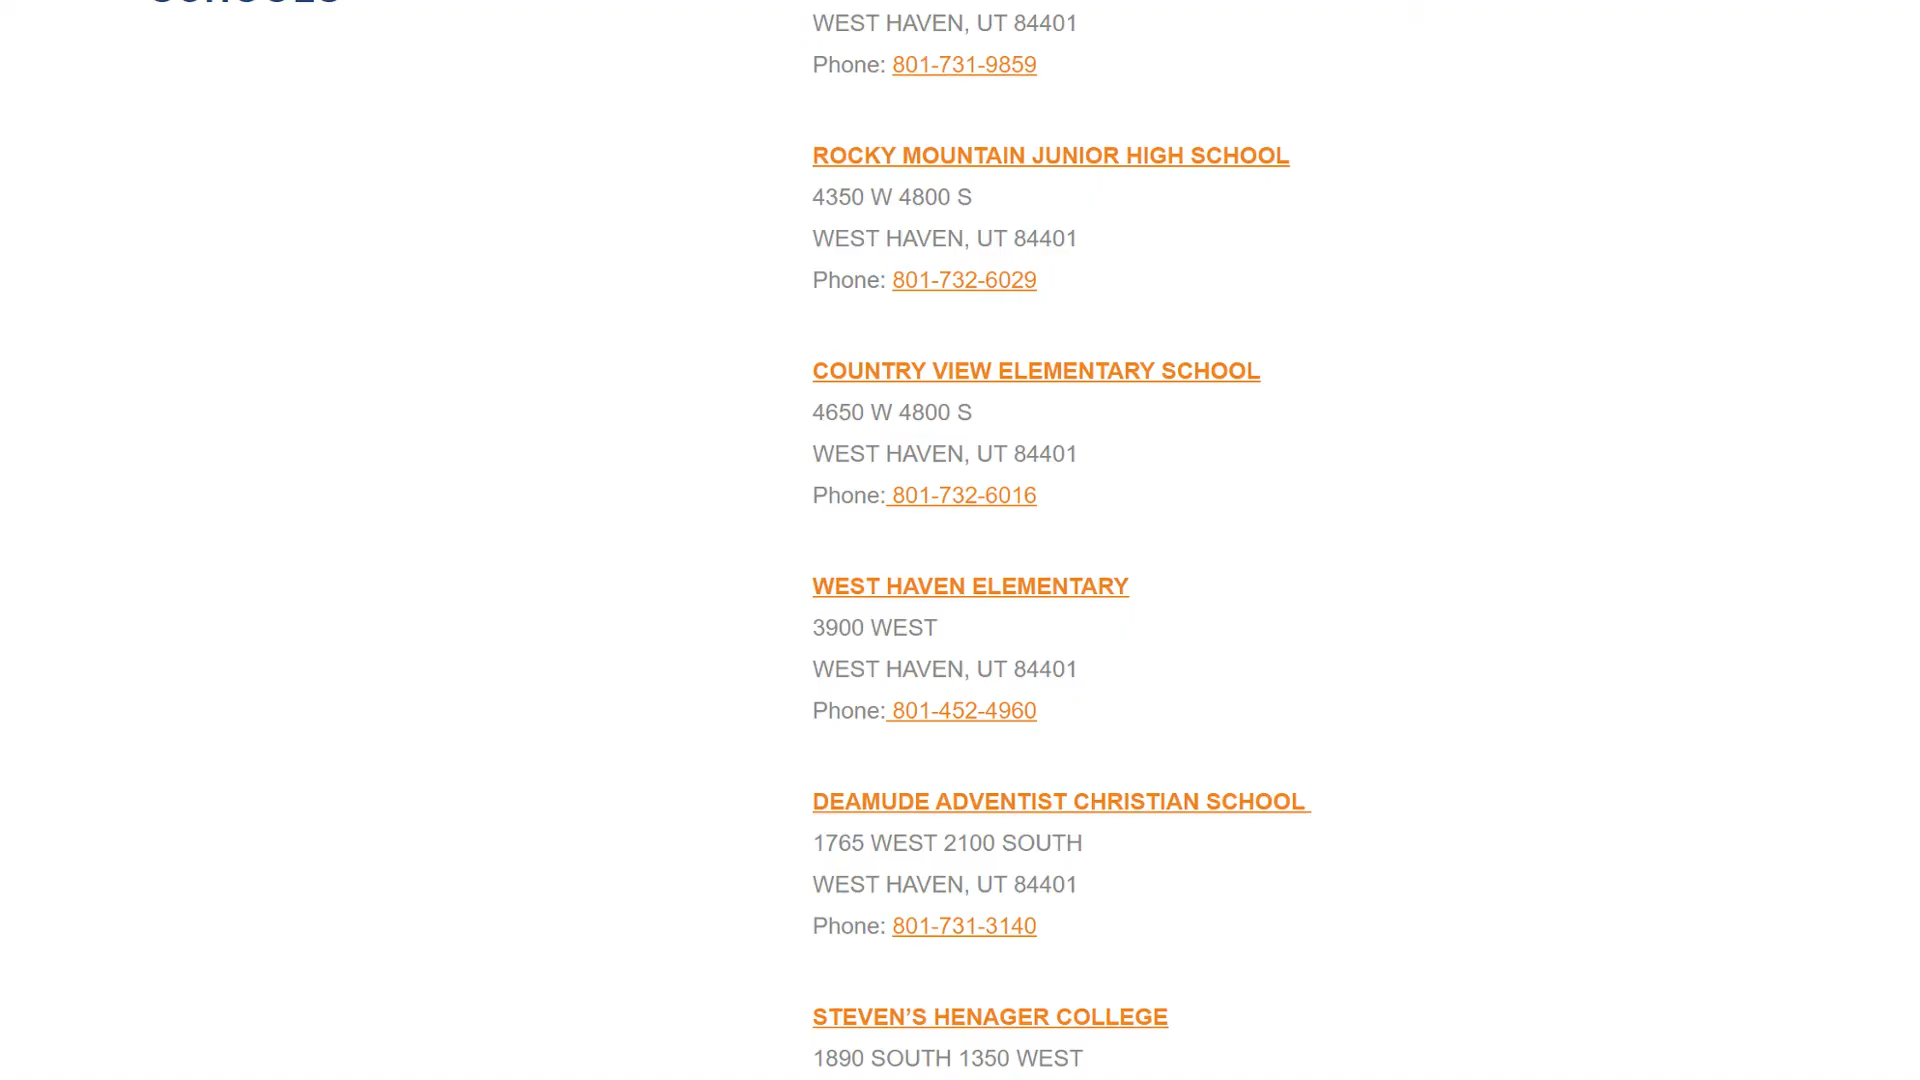 SCHOOLS
WEST HAVEN, UT 84401
Phone: 801-731-9859
ROCKY MOUNTAIN JUNIOR HIGH SCHOOL
4350 W 4800 S
WEST HAVEN, UT 84401
Phone: 801-732-6029
COUNTRY VIEW ELEMENTARY SCHOOL
4650 W 4800 S
WEST HAVEN, UT 84401
Phone: 801-732-6016
WEST HAVEN ELEMENTARY
3900 WEST
WEST HAVEN, UT 84401
Phone: 801-452-4960
DEAMUDE ADVENTIST CHRISTIAN SCHOOL
1765 WEST 2100 SOUTH
WEST HAVEN, UT 84401
Phone: 801-731-3140
STEVEN’S HENAGER COLLEGE
1890 SOUTH 1350 WEST